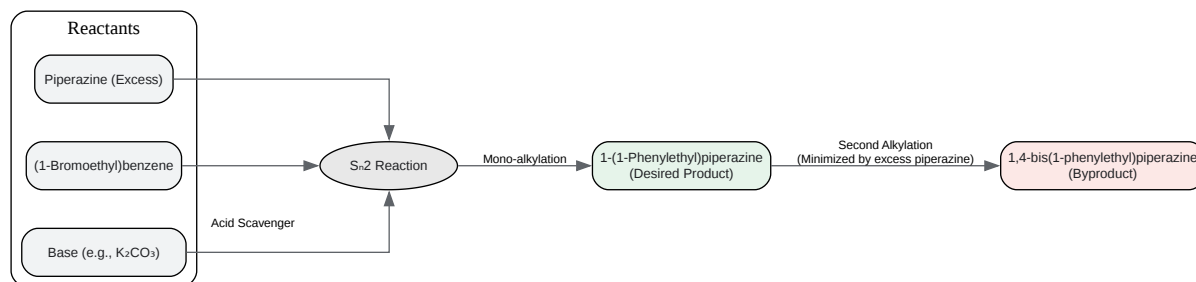 Reactants
Piperazine (Excess)
(1-Bromoethyl)benzene
Base (e.g., K₂CO₃)
Acid Scavenger
Sₙ2 Reaction
Mono-alkylation
1-(1-Phenylethyl)piperazine
(Desired Product)
Second Alkylation
(Minimized by excess piperazine)
1,4-bis(1-phenylethyl)piperazine
(Byproduct)